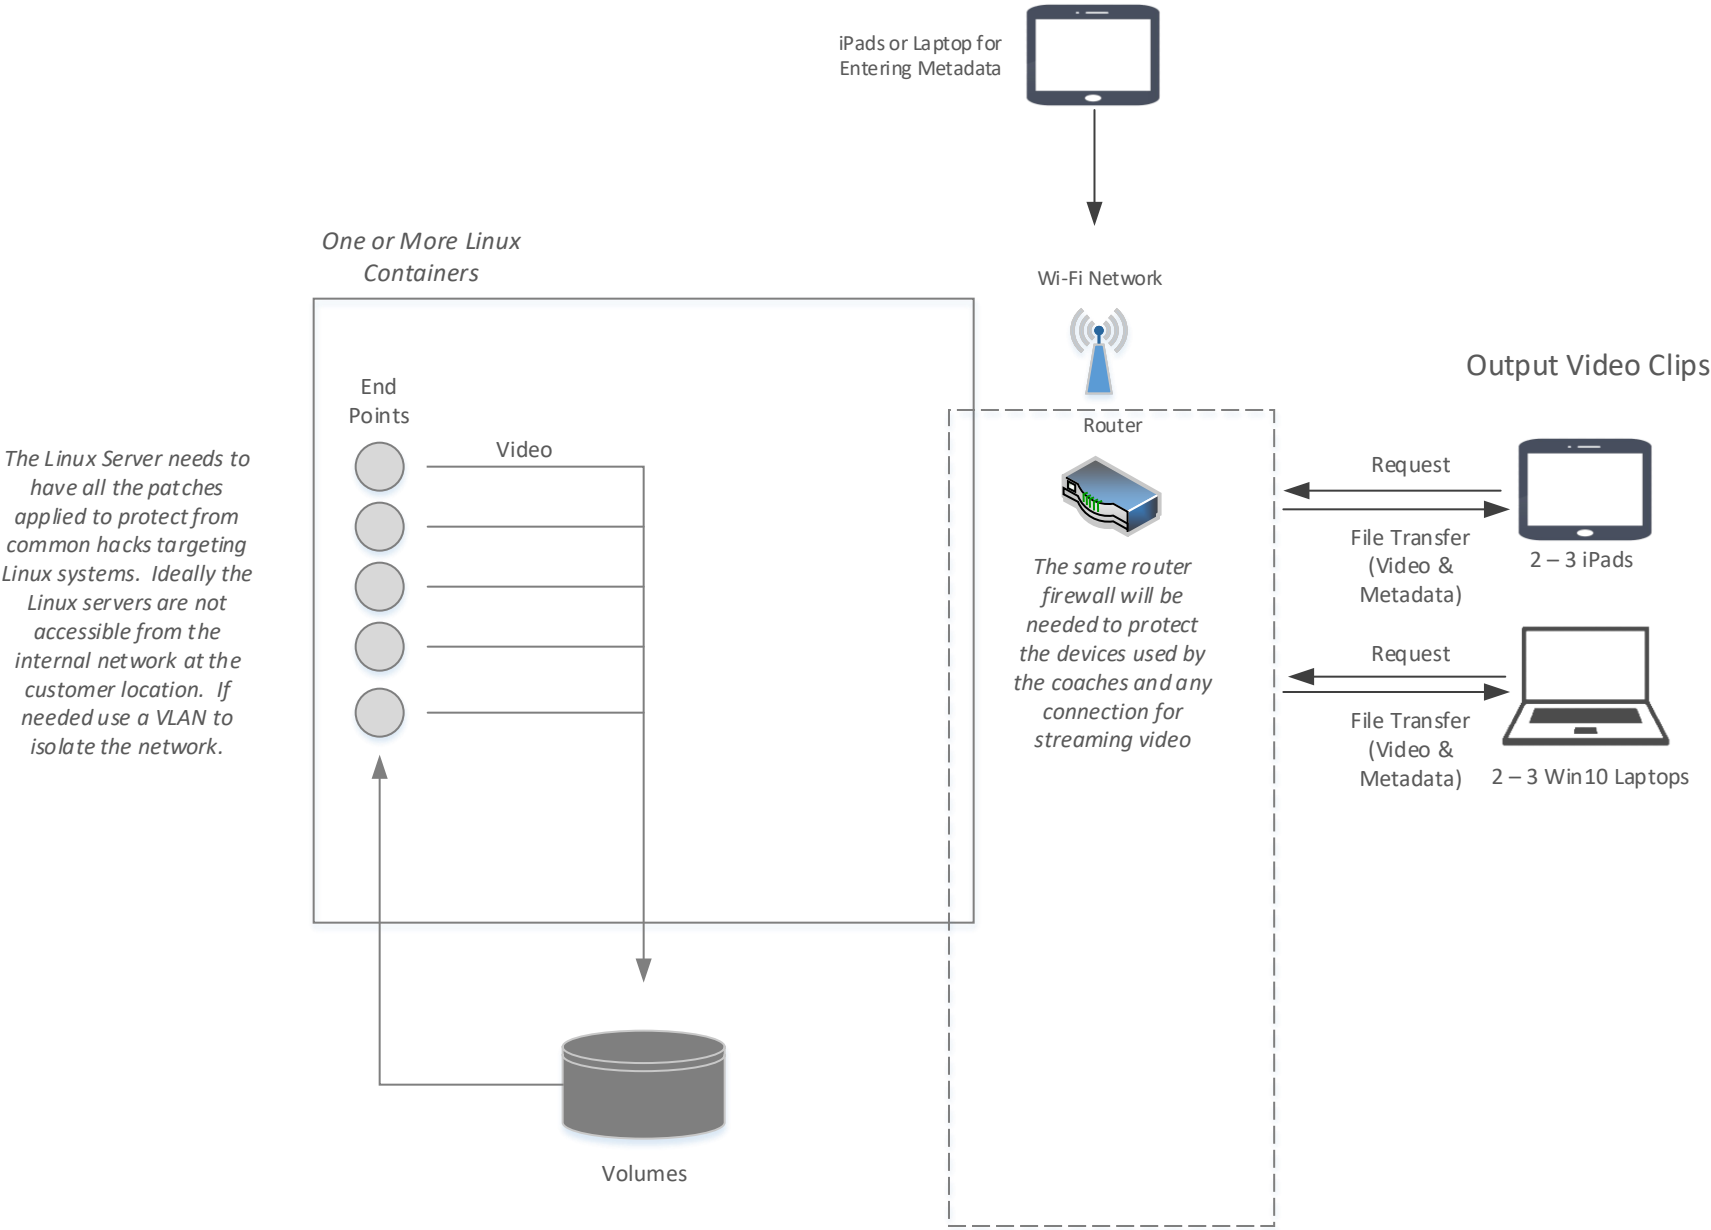 iPads or Laptop for
Entering Metadata
One or More Linux
Containers
Wi-Fi Network
Output Video Clips
End
Points
Video
Router
The Linux Server needs to
have all the patches
applied to protect from
common hacks targeting
Linux systems.  Ideally the
Linux servers are not
accessible from the
internal network at the
customer location.  If
needed use a VLAN to
isolate the network.
The same router
firewall will be
needed to protect
the devices used by
the coaches and any
connection for
streaming video
Request
File Transfer
(Video &
Metadata)
2 – 3 iPads
Request
File Transfer
(Video &
Metadata)
2 – 3 Win10 Laptops
Volumes